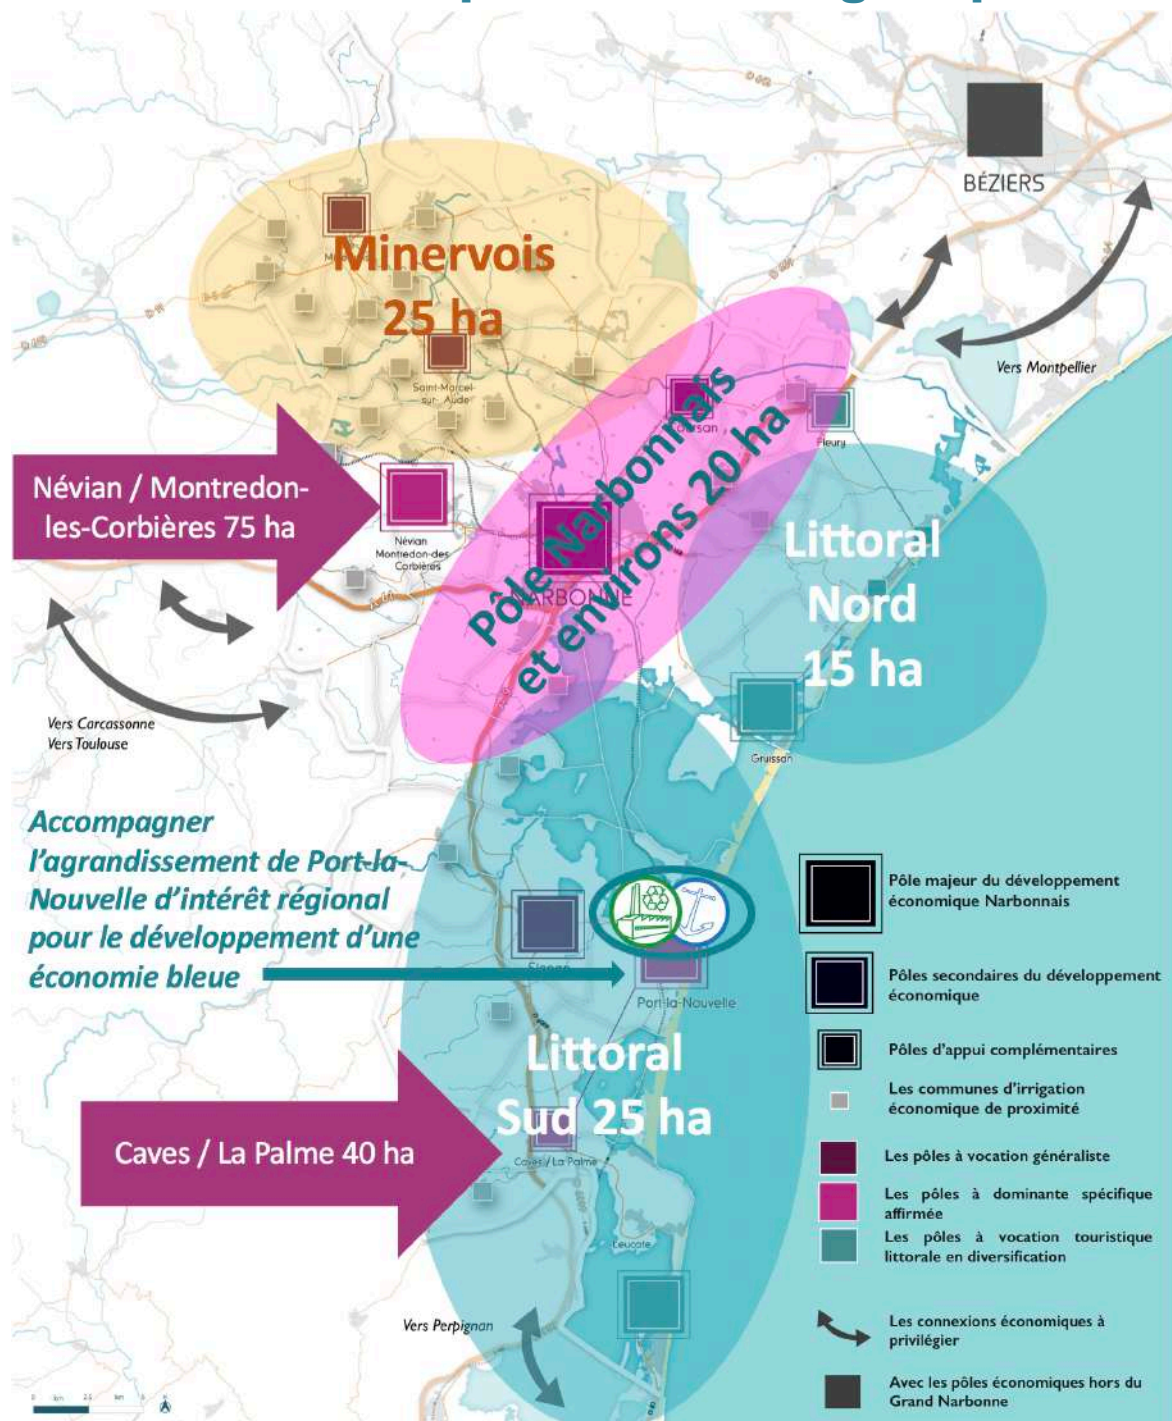 BÉZIERS
Minervois
25 ha
Saint-Marcel
sur-Aude
Vers Montpellier
Coursan
Fleury
Pôle Narbonnais
et environs 20 ha
Névian / Montredon-
les-Corbières 75 ha
Névian
Montredon-des
Corbières
NARBONNE
Littoral
Nord
15 ha
Gruissan
Vers Carcassonne
Vers Toulouse
Accompagner
l'agrandissement de Port-la-
Nouvelle d'intérêt régional
pour le développement d'une
économie bleue
Sigean
Port-la-Nouvelle
Littoral
Sud 25 ha
Caves / La Palme 40 ha
Caves / La Palme
Leucate
Vers Perpignan
Pôle majeur du développement
économique Narbonnais
Pôles secondaires du développement
économique
Pôles d'appui complémentaires
Les communes d'irrigation
économique de proximité
Les pôles à vocation généraliste
Les pôles à dominante spécifique
affirmée
Les pôles à vocation touristique
littorale en diversification
Les connexions économiques à
privilégier
Avec les pôles économiques hors du
Grand Narbonne